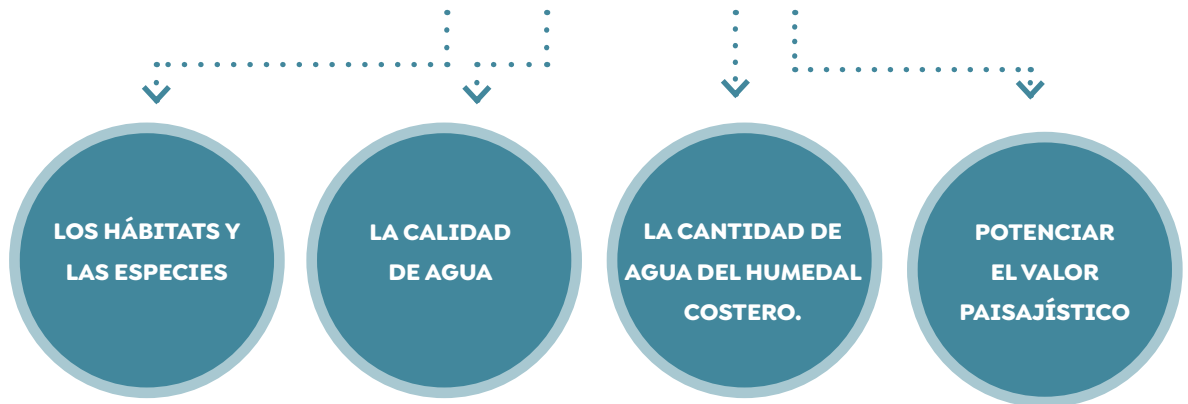 LOS HÁBITATS Y
LAS ESPECIES
LA CALIDAD
DE AGUA
LA CANTIDAD DE
AGUA DEL HUMEDAL
COSTERO.
POTENCIAR
EL VALOR
PAISAJÍSTICO